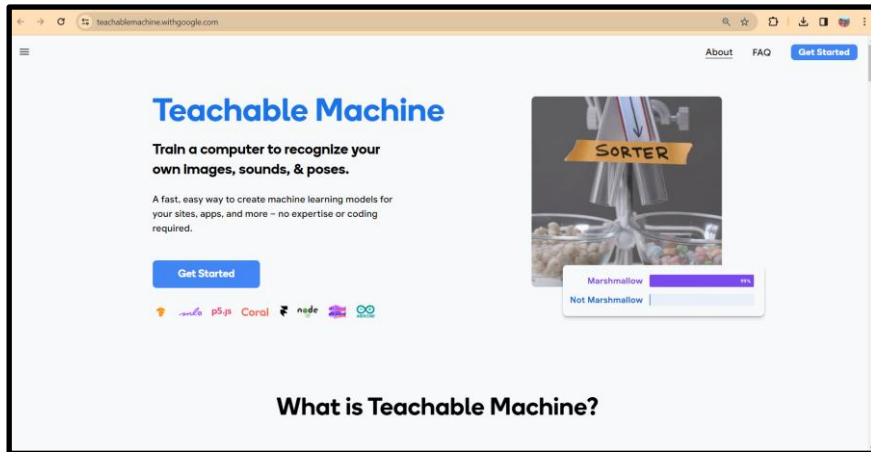 teachablemachine.withgoogle.com
About FAQ Get Started
Teachable Machine
Train a computer to recognize your
own images, sounds, & poses.
A fast, easy way to create machine learning models for
your sites, apps, and more – no expertise or coding
required.
Get Started
p5.js Coral node
SORTER
Marshmallow 99%
Not Marshmallow
What is Teachable Machine?